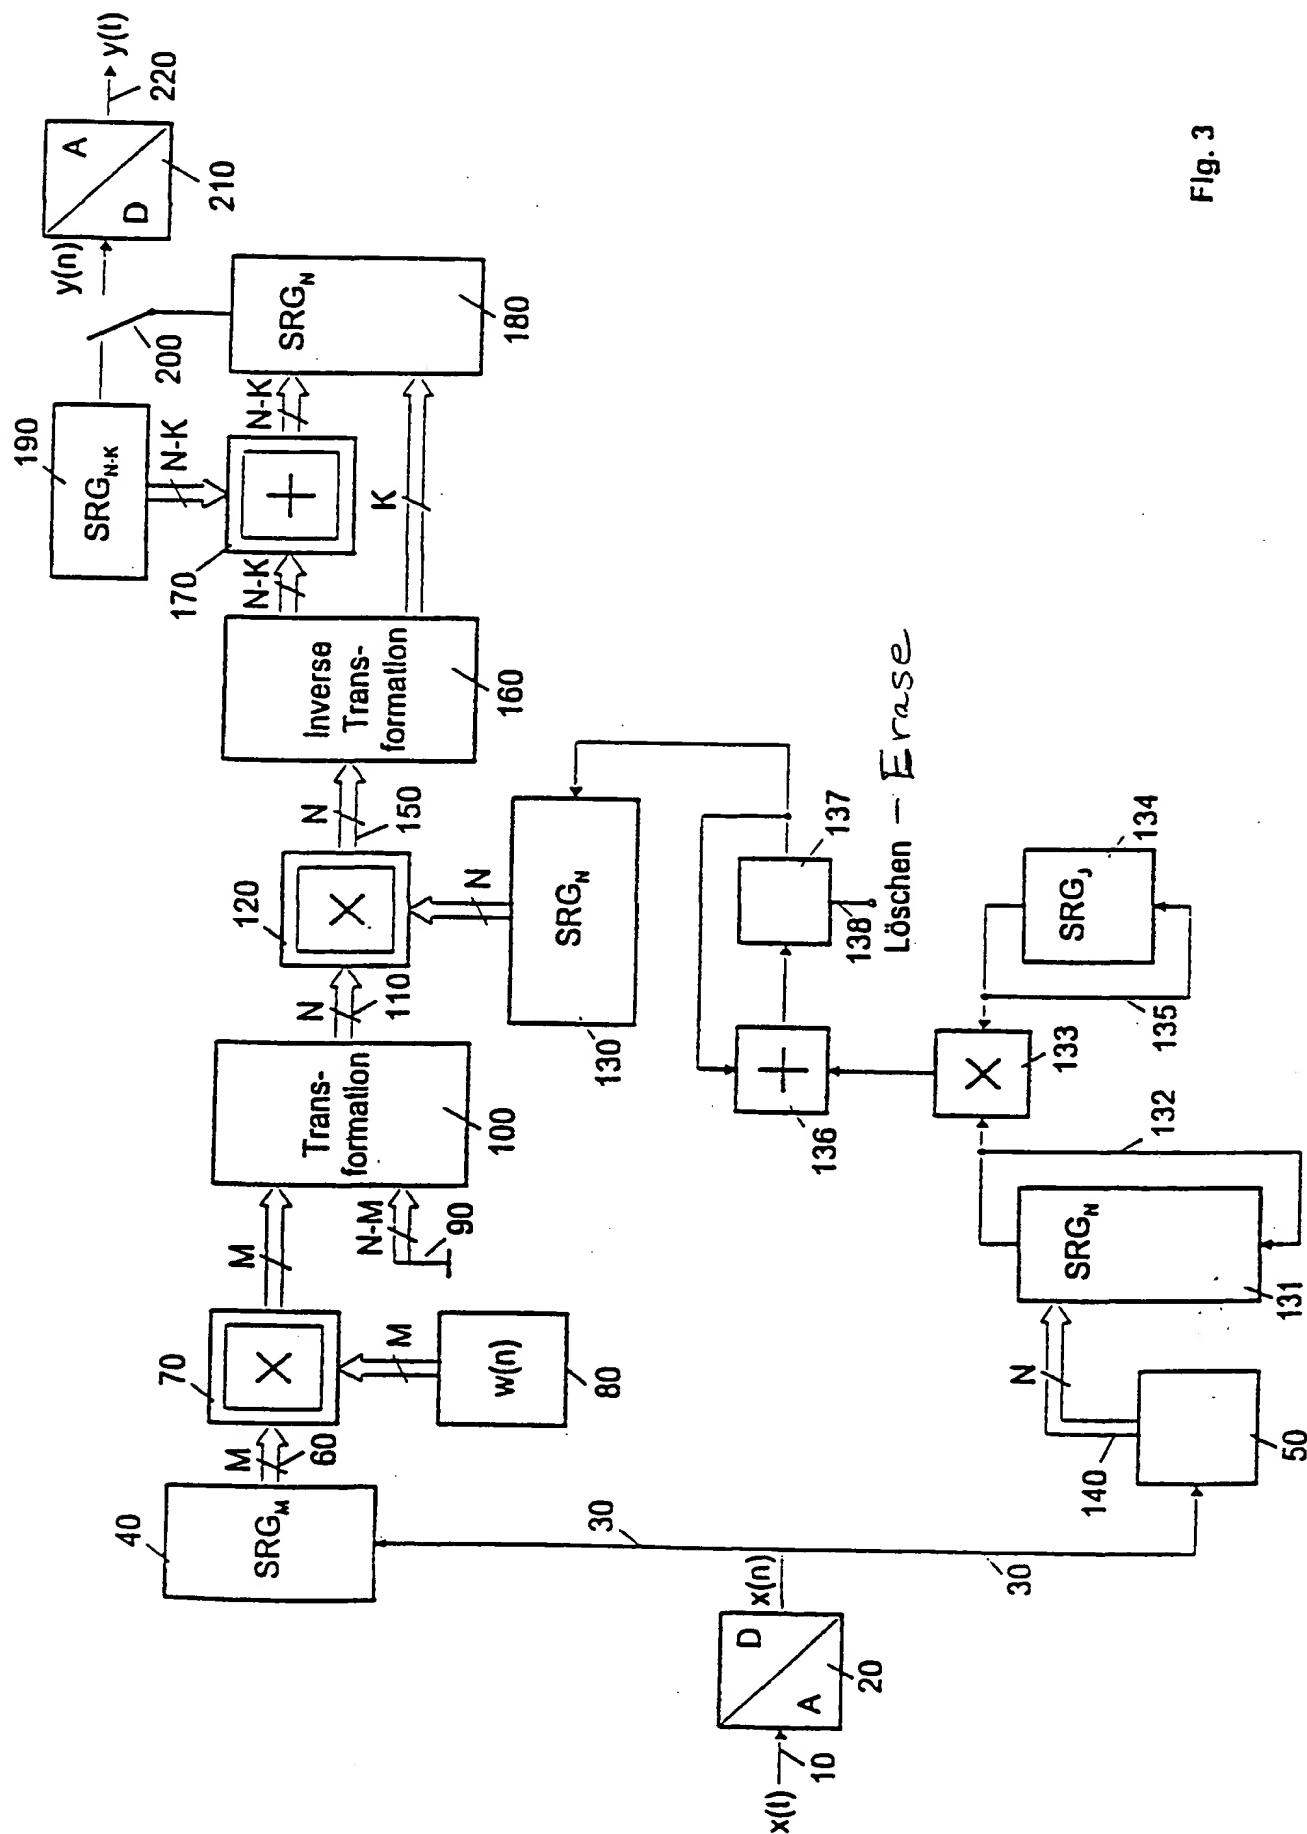 y(t)
220
A
D
210
y(n)
190
SRG_N-K
N-K
200
SRG_N
180
170
+
N-K
N-K
K
Inverse
Trans-
formation
160
N
150
120
X
N
110
N
SRG_N
130
Trans-
formation
100
M
N-M
90
70
X
M
w(n)
80
M
60
40
SRG_M
30
30
x(n)
D
A
20
x(t)
10
137
138
Löschen – Erase
+
136
SRG_J
134
135
X
133
132
SRG_N
131
N
140
50
Fig. 3